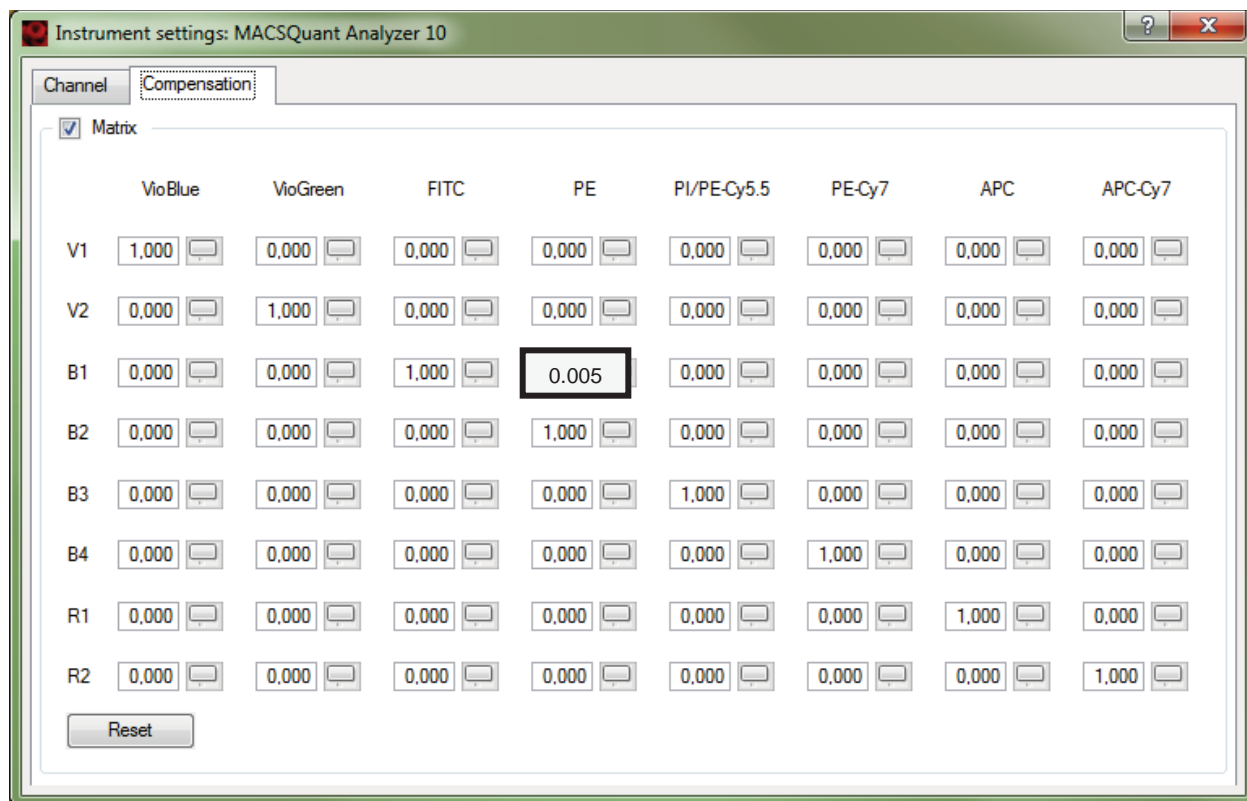 Instrument settings: MACSQuant Analyzer 10
? X
Channel Compensation
Matrix
VioBlue VioGreen FITC PE PI/PE-Cy5.5 PE-Cy7 APC APC-Cy7
V1 1,000 0,000 0,000 0,000 0,000 0,000 0,000 0,000
V2 0,000 1,000 0,000 0,000 0,000 0,000 0,000 0,000
B1 0,000 0,000 1,000 0.005 0,000 0,000 0,000 0,000
B2 0,000 0,000 0,000 1,000 0,000 0,000 0,000 0,000
B3 0,000 0,000 0,000 0,000 1,000 0,000 0,000 0,000
B4 0,000 0,000 0,000 0,000 0,000 1,000 0,000 0,000
R1 0,000 0,000 0,000 0,000 0,000 0,000 1,000 0,000
R2 0,000 0,000 0,000 0,000 0,000 0,000 0,000 1,000
Reset